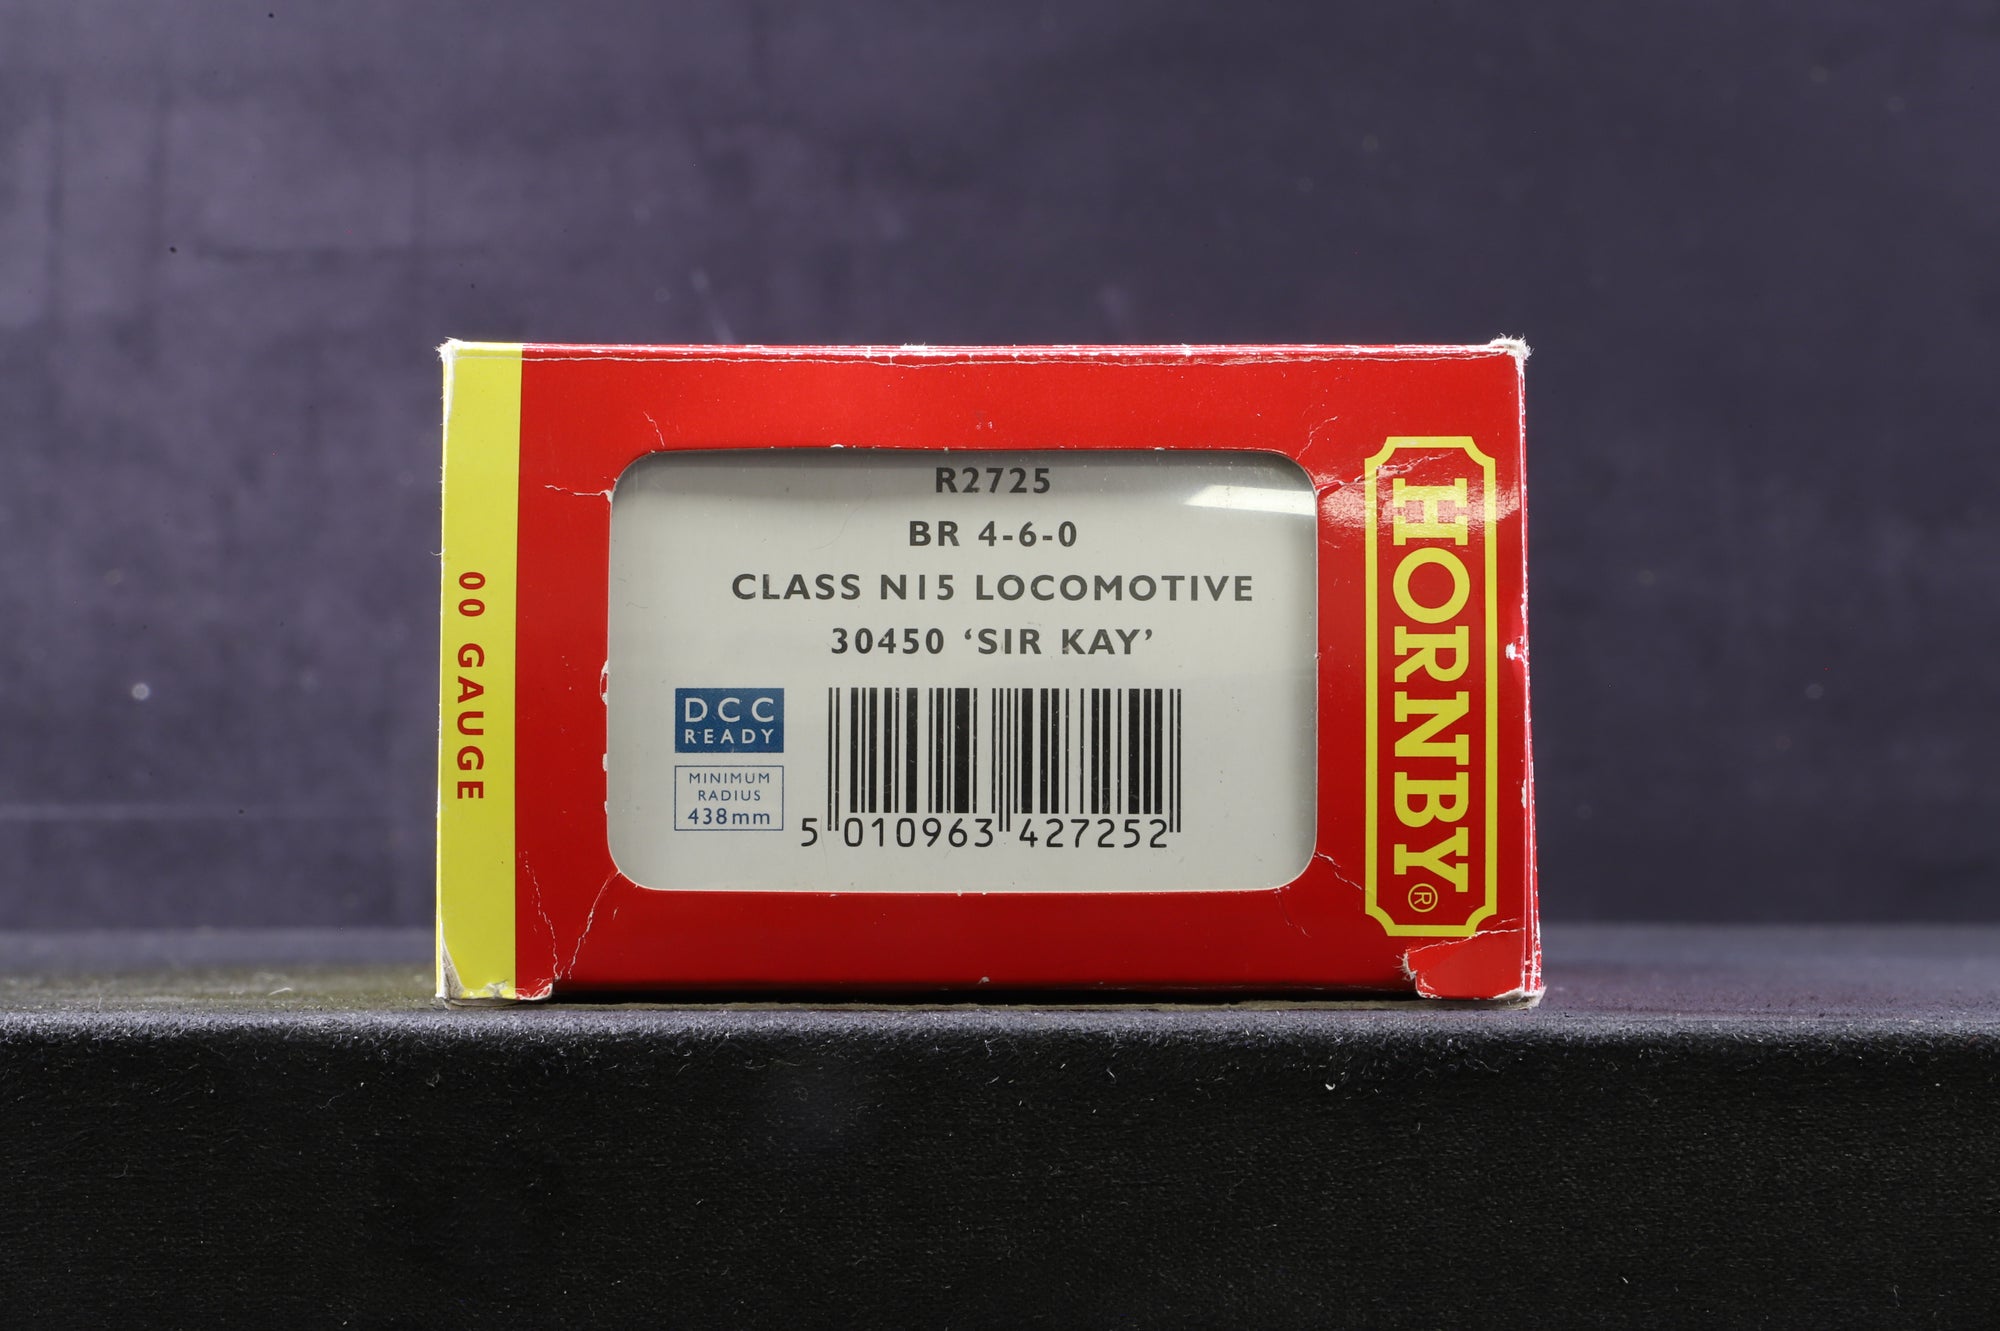 00 GAUGE
R2725
BR 4-6-0
CLASS N15 LOCOMOTIVE
30450 ‘SIR KAY’
DCC
READY
MINIMUM
RADIUS
438mm
5 010963 427252
HORNBY®